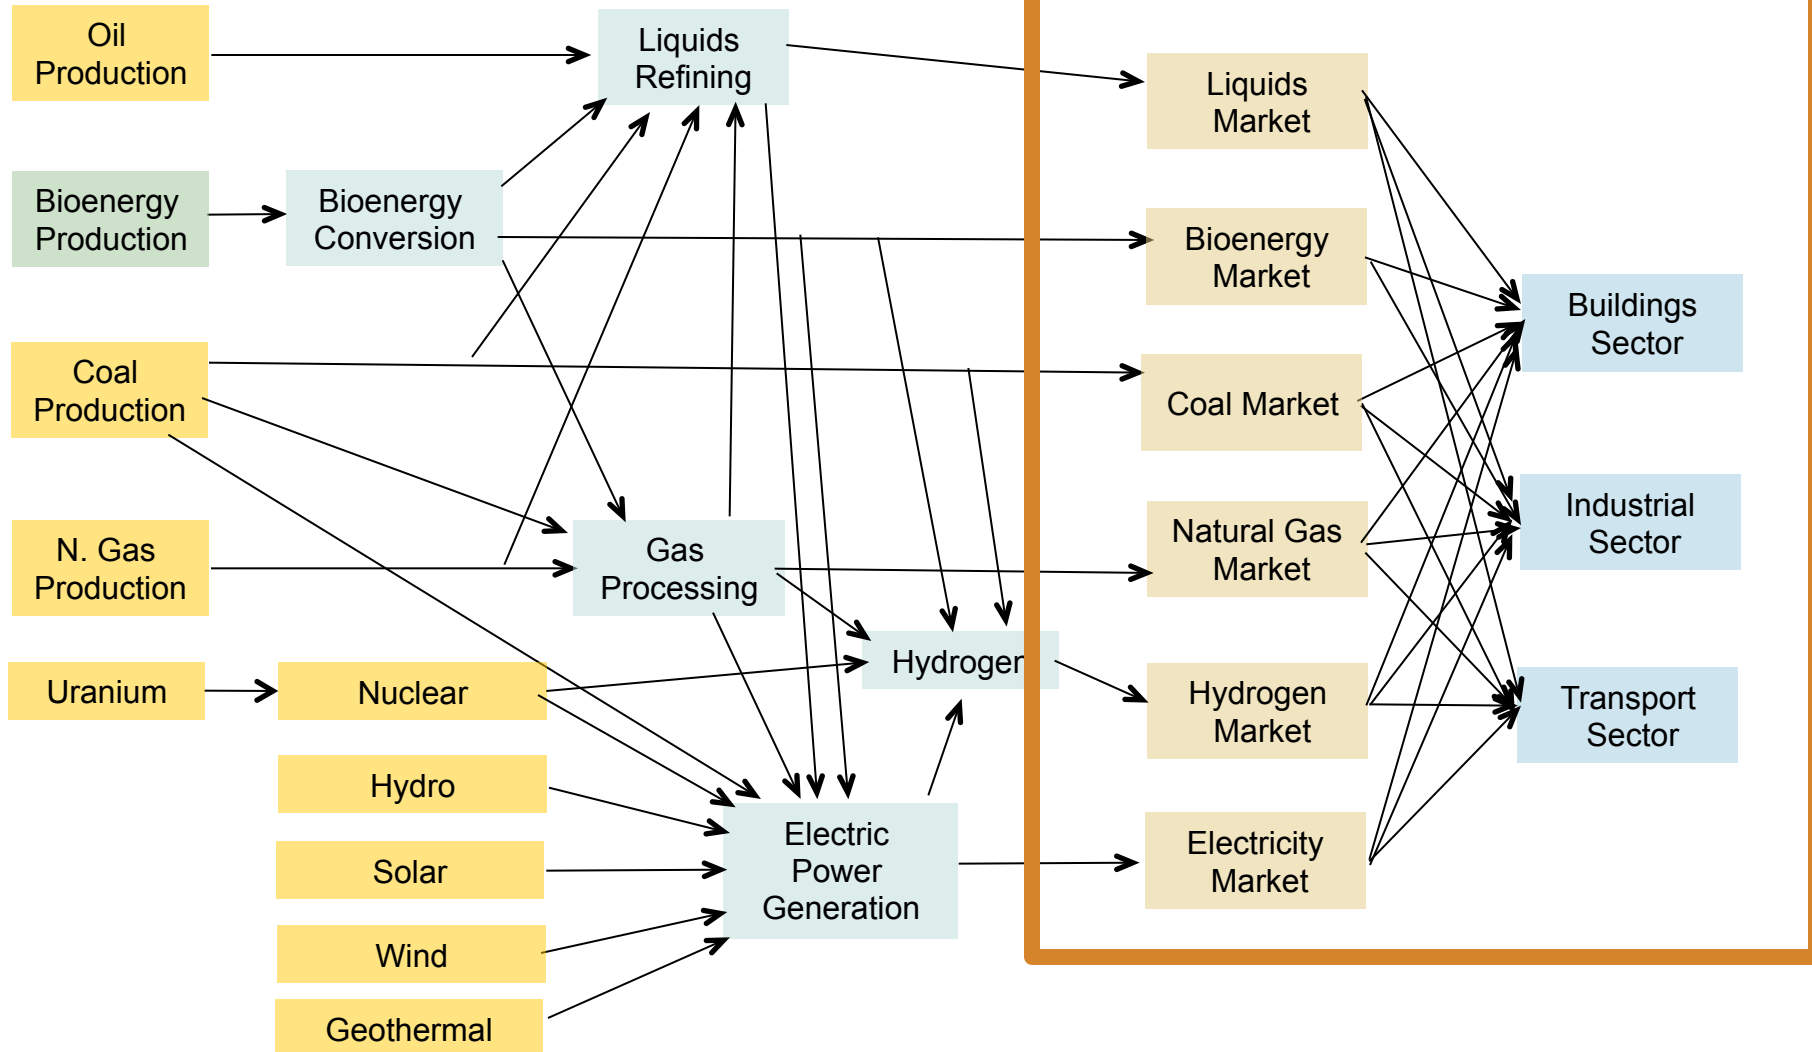 Oil
Production
Liquids
Refining
Liquids
Market
Bioenergy
Production
Bioenergy
Conversion
Bioenergy
Market
Buildings
Sector
Coal
Production
Coal Market
N. Gas
Production
Gas
Processing
Natural Gas
Market
Industrial
Sector
Uranium
Nuclear
Hydrogen
Hydrogen
Market
Transport
Sector
Hydro
Solar
Electric
Power
Generation
Electricity
Market
Wind
Geothermal